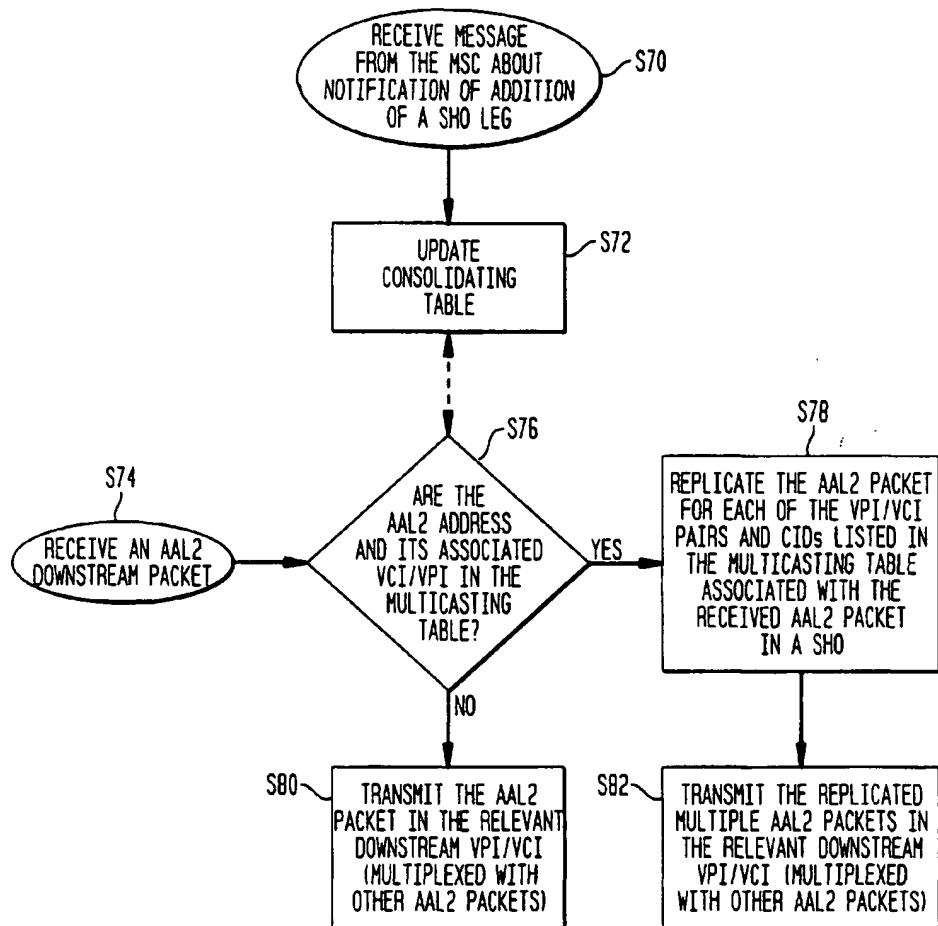 RECEIVE MESSAGE
FROM THE MSC ABOUT
NOTIFICATION OF ADDITION
OF A SHO LEG
S70
UPDATE
CONSOLIDATING
TABLE
S72
S74
RECEIVE AN AAL2
DOWNSTREAM PACKET
S76
ARE THE
AAL2 ADDRESS
AND ITS ASSOCIATED
VCI/VPI IN THE
MULTICASTING
TABLE?
YES
NO
S78
REPLICATE THE AAL2 PACKET
FOR EACH OF THE VPI/VCI
PAIRS AND CIDs LISTED IN
THE MULTICASTING TABLE
ASSOCIATED WITH THE
RECEIVED AAL2 PACKET
IN A SHO
S80
TRANSMIT THE AAL2
PACKET IN THE RELEVANT
DOWNSTREAM VPI/VCI
(MULTIPLEXED WITH
OTHER AAL2 PACKETS)
S82
TRANSMIT THE REPLICATED
MULTIPLE AAL2 PACKETS IN
THE RELEVANT DOWNSTREAM
VPI/VCI (MULTIPLEXED
WITH OTHER AAL2 PACKETS)